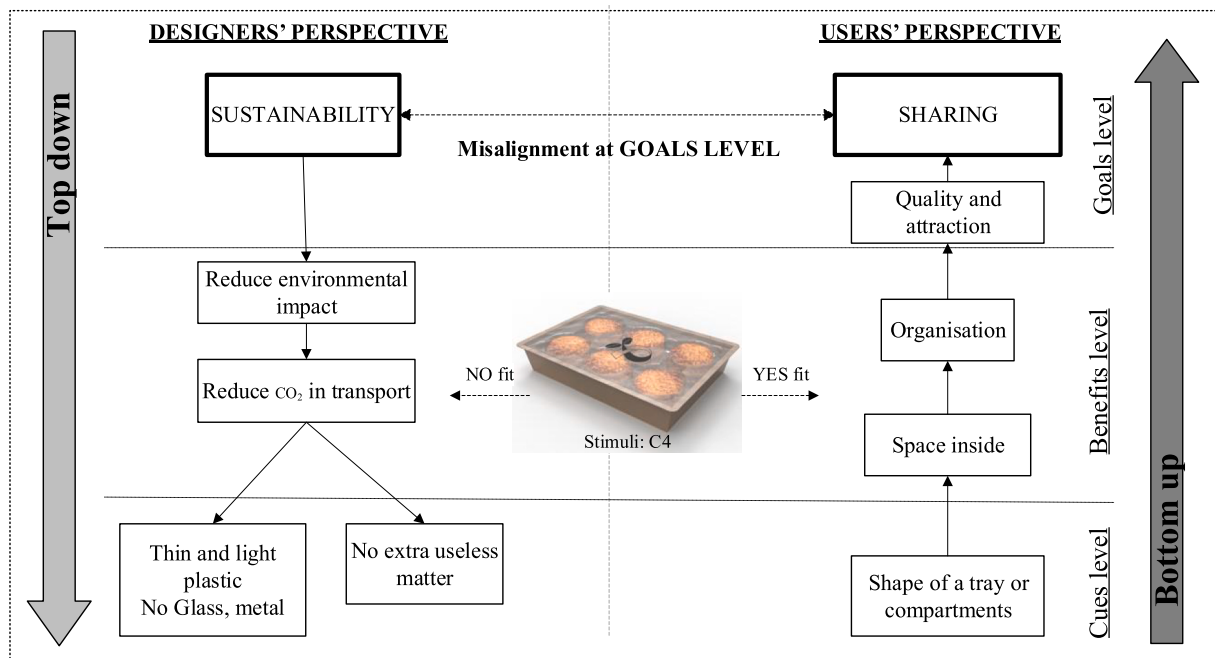 DESIGNERS’ PERSPECTIVE
USERS’ PERSPECTIVE
Top down
SUSTAINABILITY
SHARING
Misalignment at GOALS LEVEL
Quality and
attraction
Goals level
Reduce environmental
impact
Organisation
Reduce CO₂ in transport
NO fit
YES fit
Stimuli: C4
Space inside
Benefits level
Thin and light
plastic
No Glass, metal
No extra useless
matter
Shape of a tray or
compartments
Cues level
Bottom up